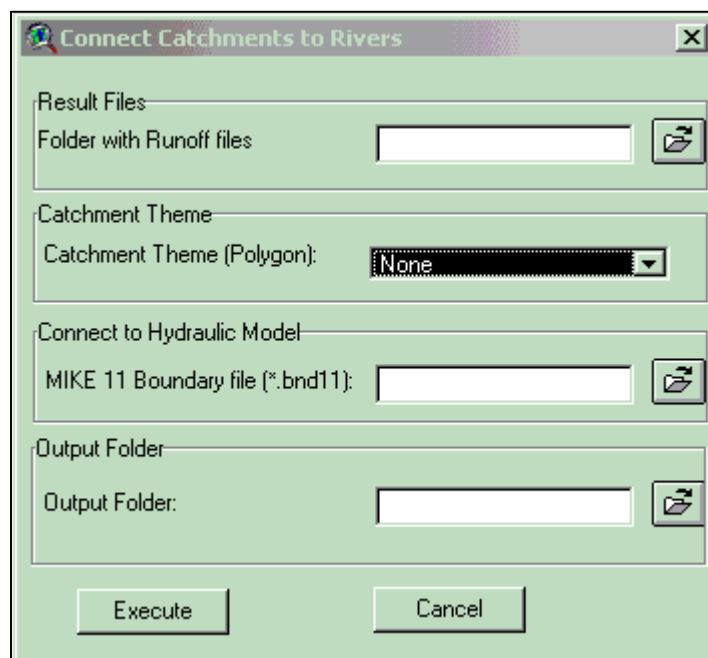 Connect Catchments to Rivers
Result Files
Folder with Runoff files
Catchment Theme
Catchment Theme (Polygon):
None
Connect to Hydraulic Model
MIKE 11 Boundary file (*.bnd11):
Output Folder
Output Folder:
Execute
Cancel